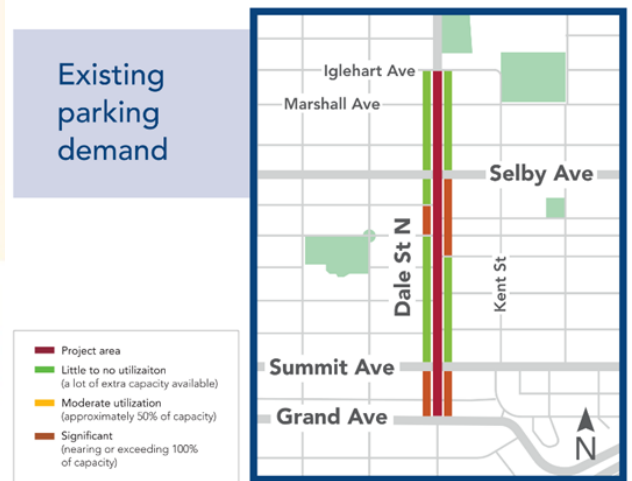 Existing
parking
demand
Iglehart Ave
Marshall Ave
Selby Ave
Dale St N
Kent St
Summit Ave
Grand Ave
N
Project area
Little to no utilizaiton
(a lot of extra capacity available)
Moderate utilization
(approximately 50% of capacity)
Significant
(nearing or exceeding 100%
of capacity)